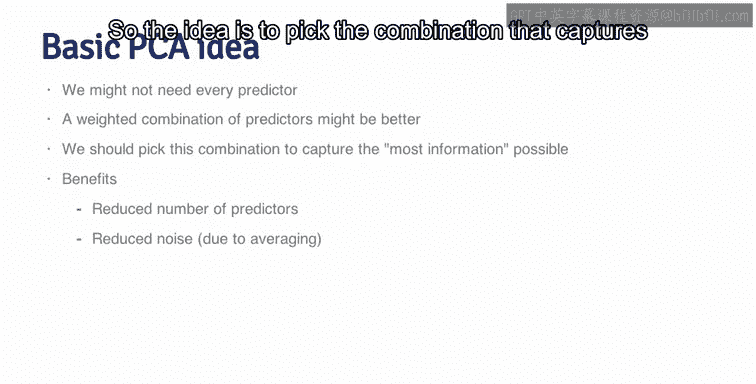 So the idea is to pick the combination that captures
Basic PCA idea
· We might not need every predictor
· A weighted combination of predictors might be better
· We should pick this combination to capture the "most information" possible
· Benefits
- Reduced number of predictors
- Reduced noise (due to averaging)